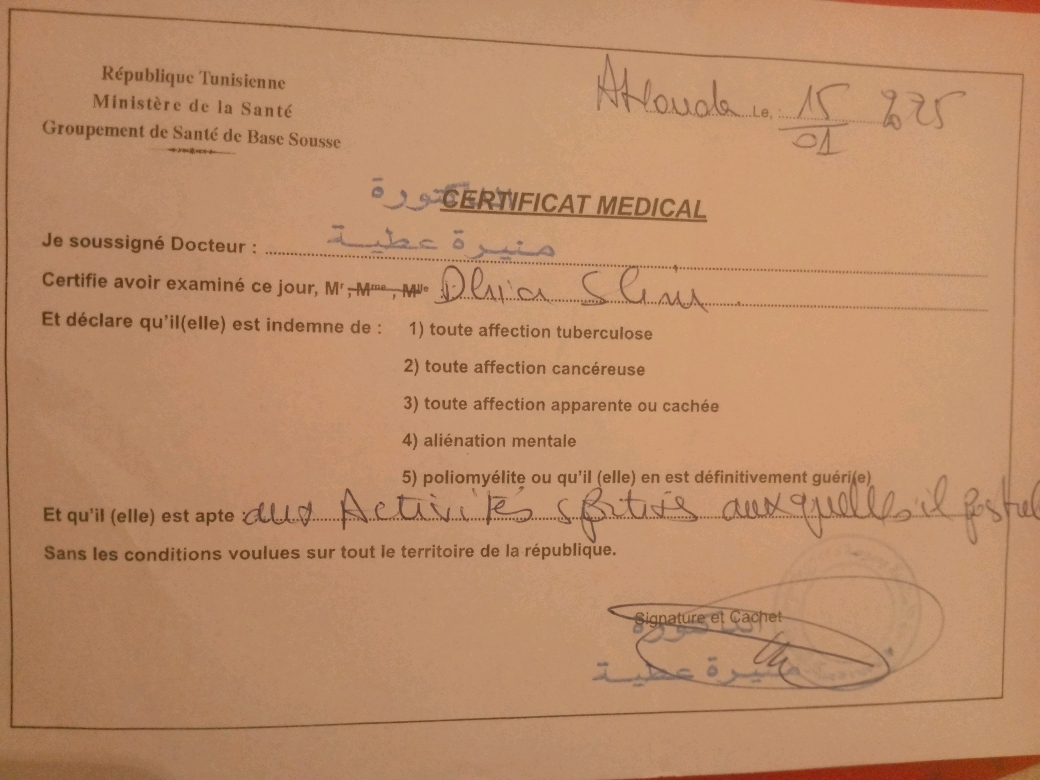 République Tunisienne
Ministère de la Santé
Groupement de Santé de Base Sousse
Akouda Le, 15 2025
01
الدكتورة
CERTIFICAT MEDICAL
Je soussigné Docteur : منيرة عطية
Certifie avoir examiné ce jour, Mr, Mme, Mlle Dhia Slim
Et déclare qu'il(elle) est indemne de : 1) toute affection tuberculose
2) toute affection cancéreuse
3) toute affection apparente ou cachée
4) aliénation mentale
5) poliomyélite ou qu'il (elle) en est définitivement guéri(e)
Et qu'il (elle) est apte : aux Activités sportives auxquelles il postule
Sans les conditions voulues sur tout le territoire de la république.
Signature et Cachet
الدكتورة
منيرة عطية